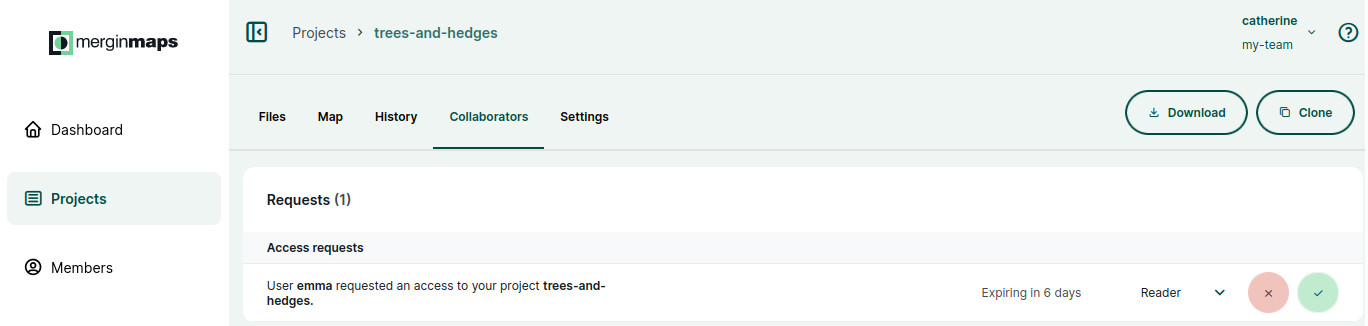 merginmaps
Projects > trees-and-hedges
catherine
my-team
Dashboard
Projects
Members
Files Map History Collaborators Settings
Download Clone
Requests (1)
Access requests
User emma requested an access to your project trees-and-
hedges.
Expiring in 6 days Reader